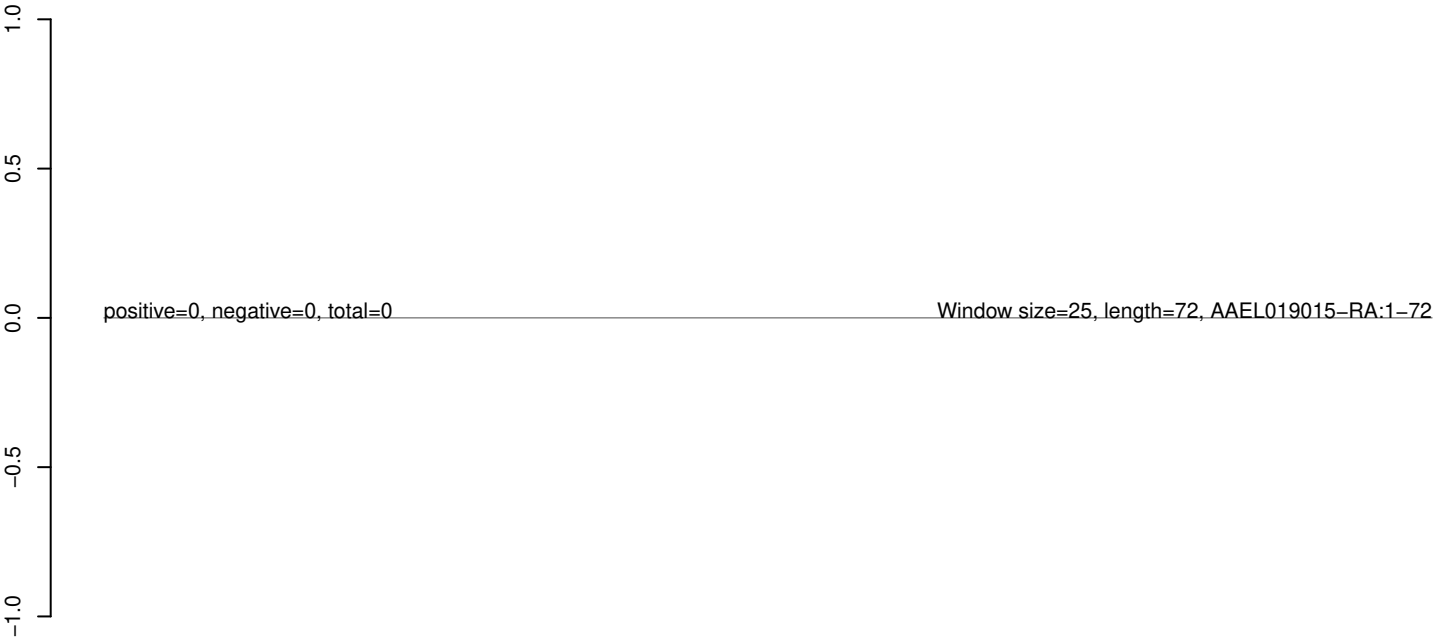 1.0
0.5
0.0
−0.5
−1.0
positive=0, negative=0, total=0
Window size=25, length=72, AAEL019015−RA:1−72